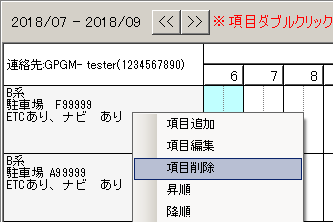 2018/07 - 2018/09 << >> ※項目ダブルクリック
連絡先:GPGM- tester(1234567890)
6 7 8
B系
駐車場 F99999
ETCあり、ナビ あり
B系
駐車場 A99999
ETCあり、ナビ あり
項目追加
項目編集
項目削除
昇順
降順